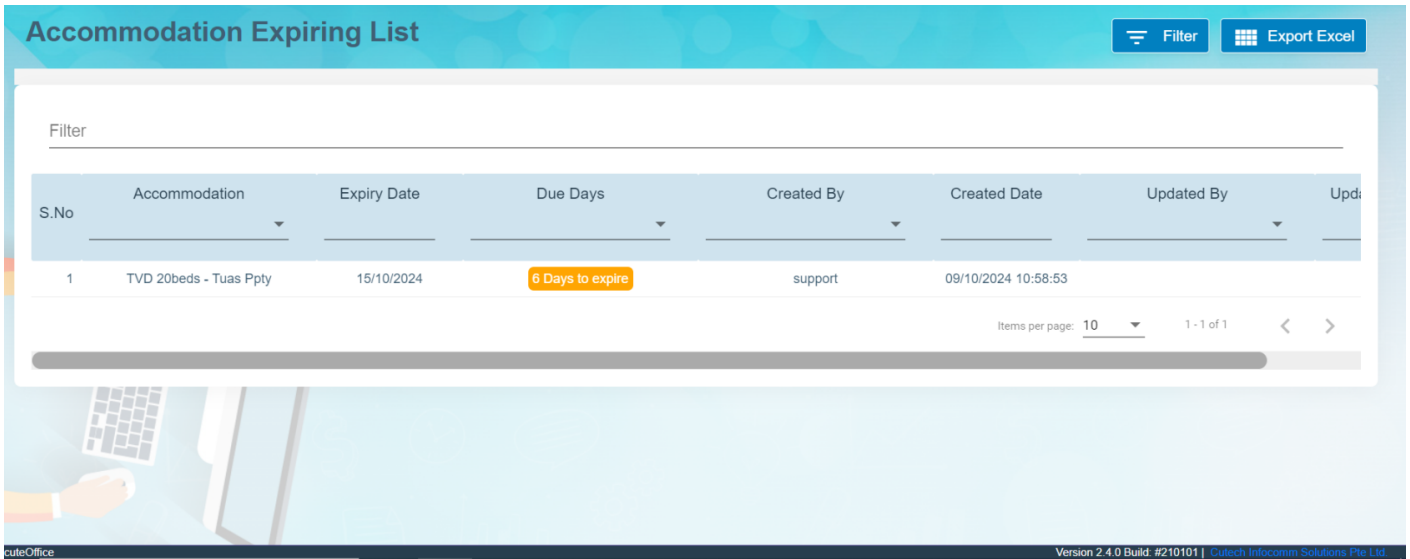 Accommodation Expiring List
Filter
Export Excel
Filter
S.No
Accommodation
Expiry Date
Due Days
Created By
Created Date
Updated By
1
TVD 20beds - Tuas Ppty
15/10/2024
6 Days to expire
support
09/10/2024 10:58:53
Items per page: 10
1 - 1 of 1
cuteOffice
Version 2.4.0 Build: #210101 | Cutech Infocomm Solutions Pte Ltd.